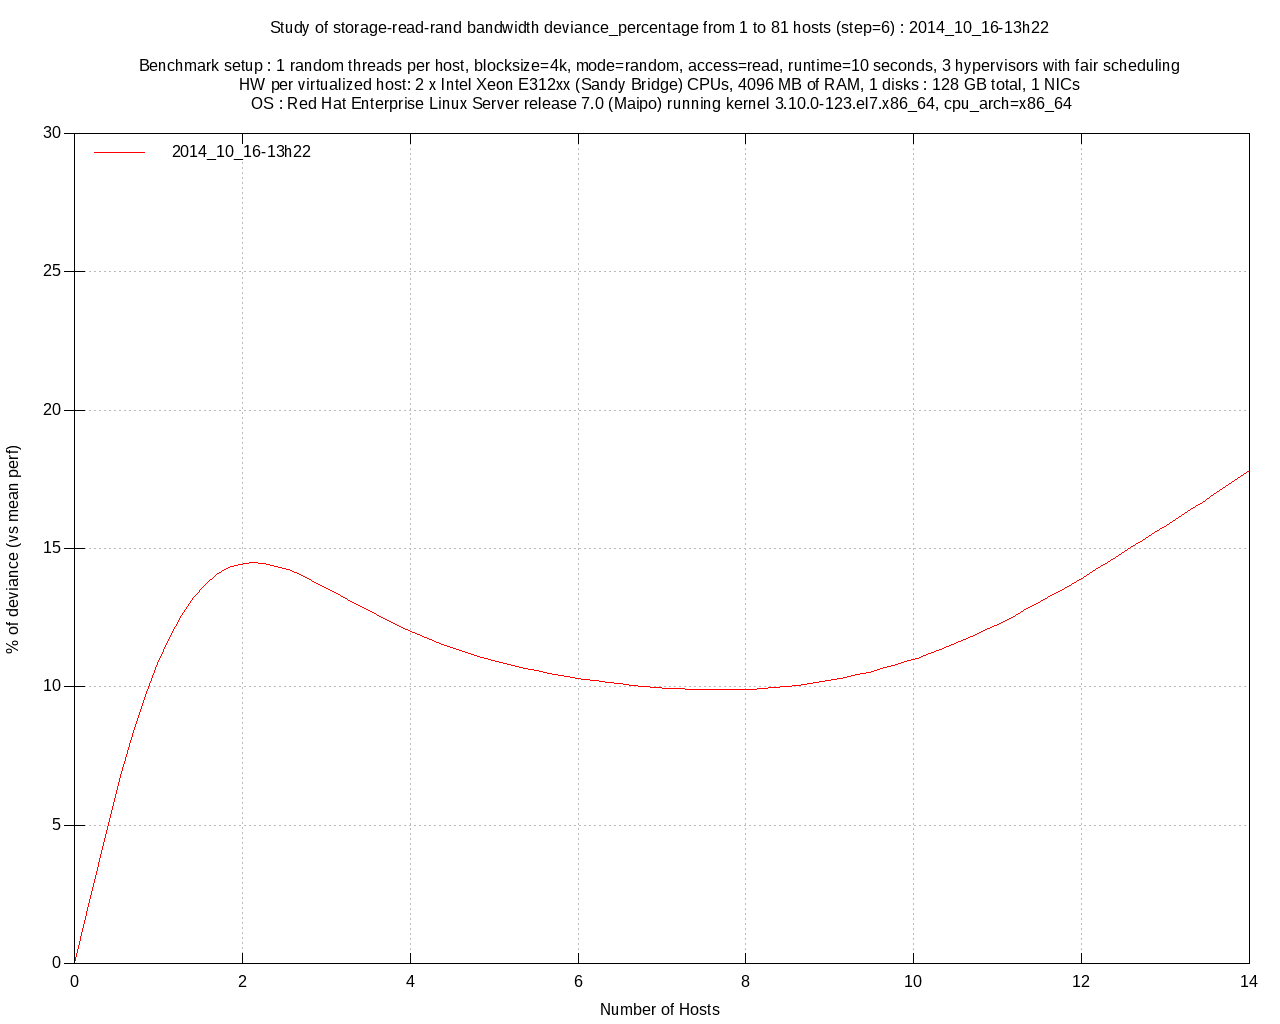 Study of storage-read-rand bandwidth deviance_percentage from 1 to 81 hosts (step=6) : 2014_10_16-13h22
Benchmark setup : 1 random threads per host, blocksize=4k, mode=random, access=read, runtime=10 seconds, 3 hypervisors with fair scheduling
HW per virtualized host: 2 x Intel Xeon E312xx (Sandy Bridge) CPUs, 4096 MB of RAM, 1 disks : 128 GB total, 1 NICs
OS : Red Hat Enterprise Linux Server release 7.0 (Maipo) running kernel 3.10.0-123.el7.x86_64, cpu_arch=x86_64
2014_10_16-13h22
% of deviance (vs mean perf)
30
25
20
15
10
5
0
0 2 4 6 8 10 12 14
Number of Hosts